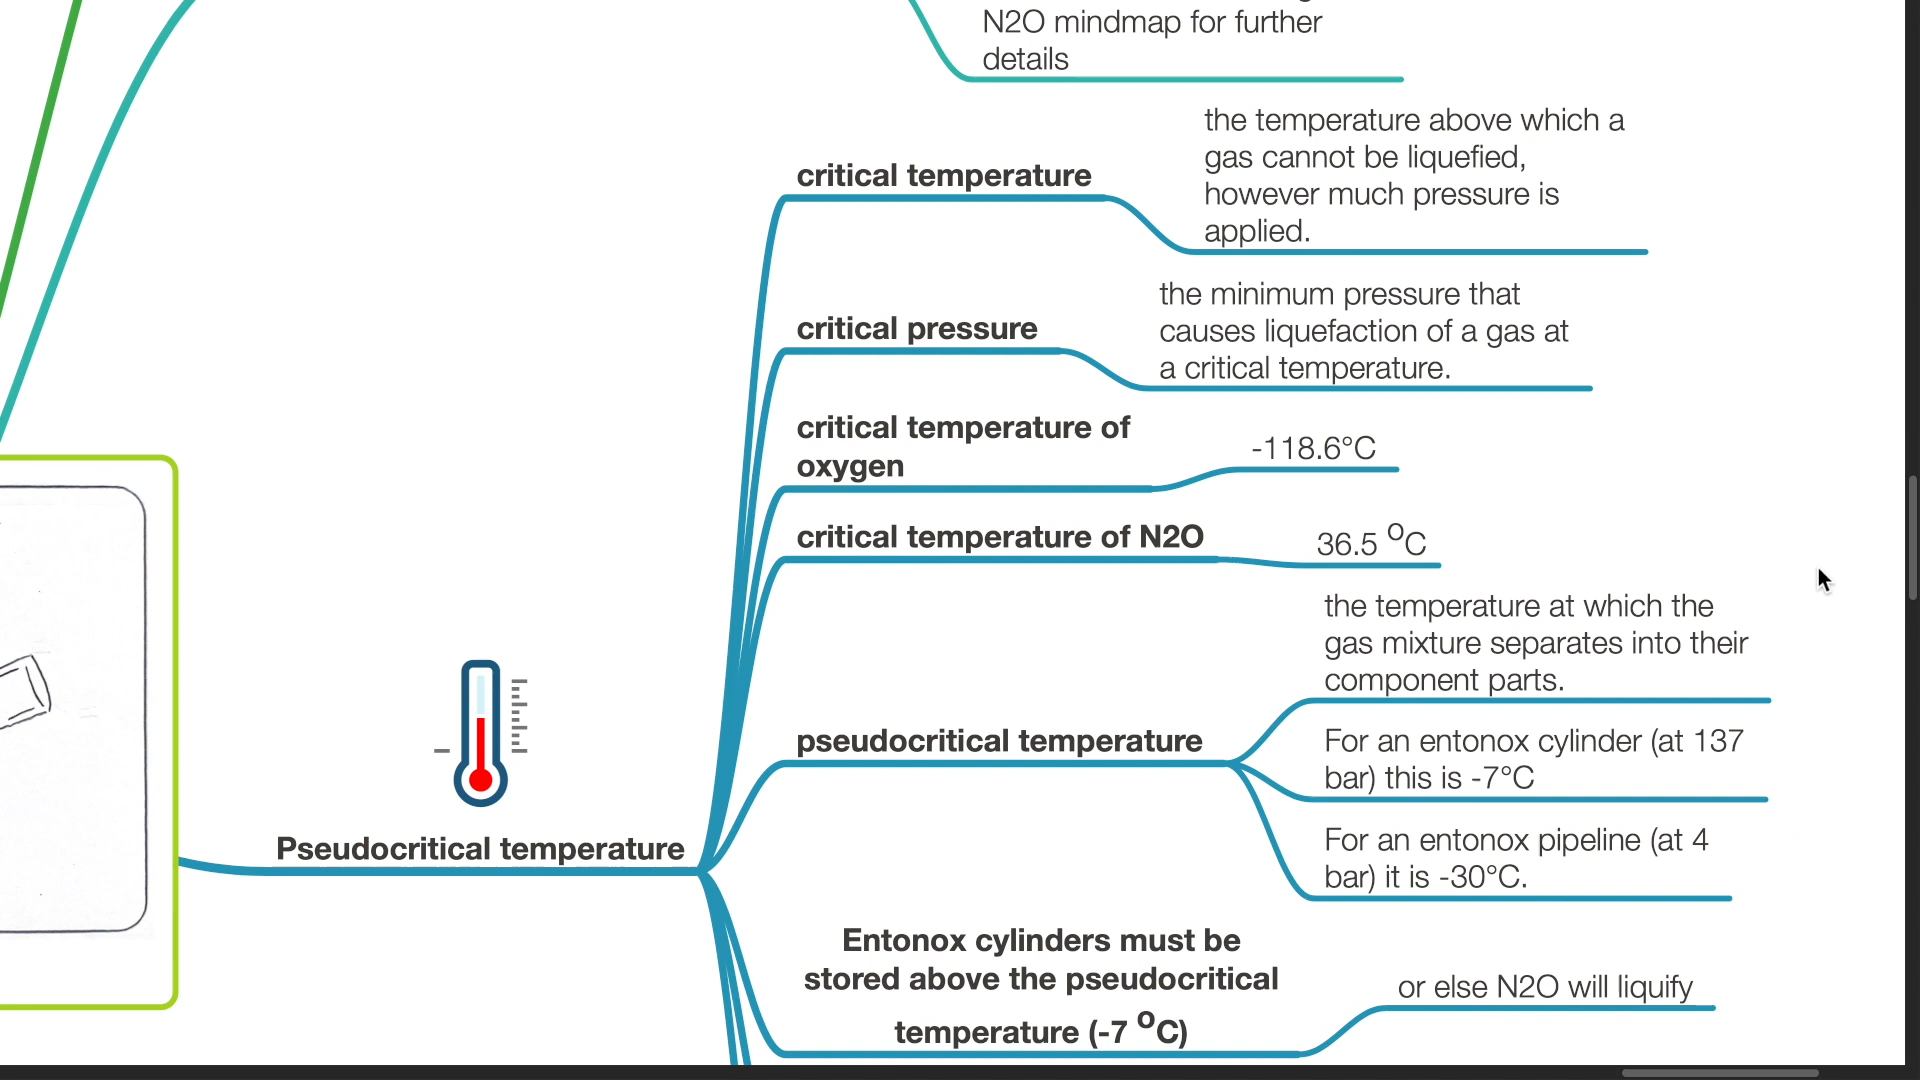 N2O mindmap for further
details
the temperature above which a
gas cannot be liquefied,
however much pressure is
applied.
critical temperature
the minimum pressure that
causes liquefaction of a gas at
a critical temperature.
critical pressure
critical temperature of
oxygen
-118.6°C
critical temperature of N2O
36.5 °C
the temperature at which the
gas mixture separates into their
component parts.
pseudocritical temperature
For an entonox cylinder (at 137
bar) this is -7°C
For an entonox pipeline (at 4
bar) it is -30°C.
Pseudocritical temperature
Entonox cylinders must be
stored above the pseudocritical
temperature (-7 °C)
or else N2O will liquify